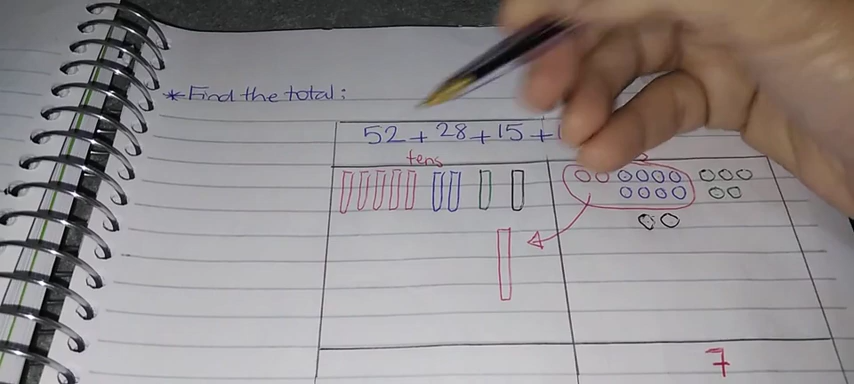 *Find the total:
52 + 28 + 15 +
tens
7